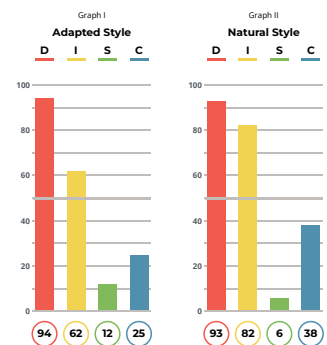 Graph I
Adapted Style
D I S C
100
80
60
40
20
0
94 62 12 25
Graph II
Natural Style
D I S C
100
80
60
40
20
0
93 82 6 38